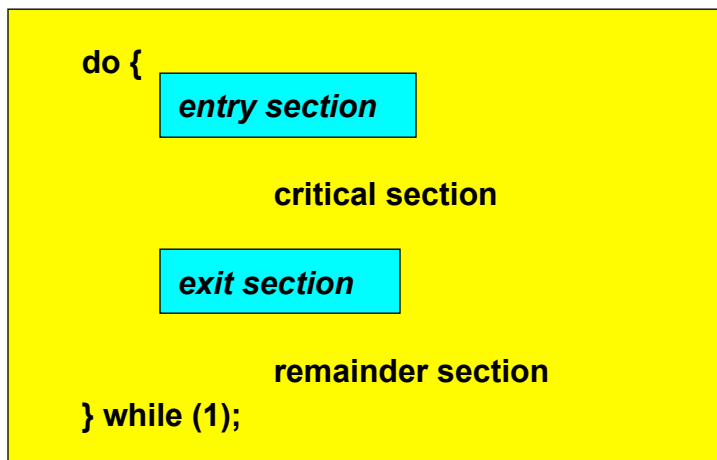 do {
entry section
critical section
exit section
remainder section
} while (1);